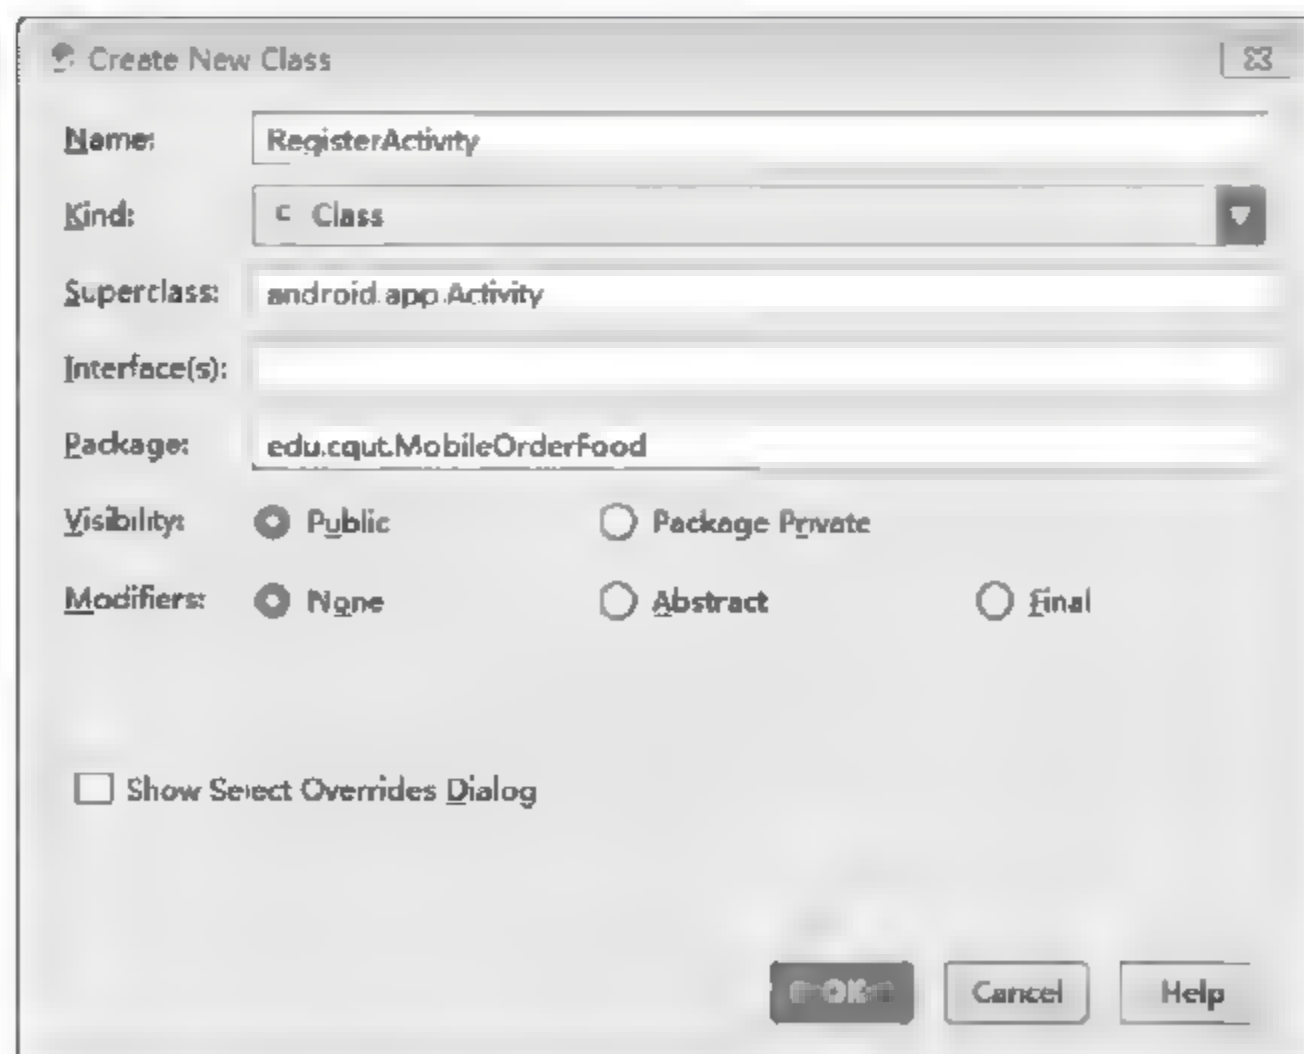 Create New Class
Name: RegisterActivity
Kind: C Class
Superclass: android.app.Activity
Interface(s):
Package: edu.cqut.MobileOrderFood
Visibility: Public Package Private
Modifiers: None Abstract Final
Show Select Overrides Dialog
OK Cancel Help